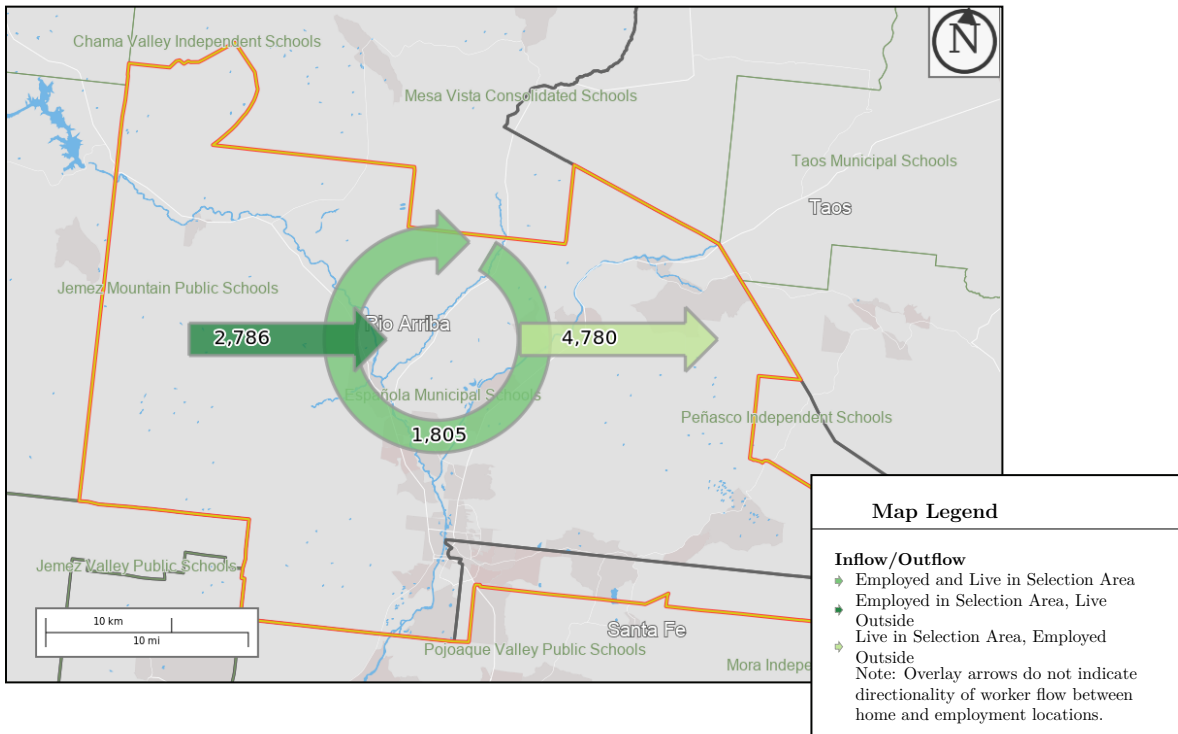 N
Chama Valley Independent Schools
Mesa Vista Consolidated Schools
Taos Municipal Schools
Taos
Jemez Mountain Public Schools
Rio Arriba
2,786
4,780
Española Municipal Schools
Peñasco Independent Schools
1,805
Jemez Valley Public Schools
10 km
10 mi
Santa Fe
Pojoaque Valley Public Schools
Mora Indepe
Map Legend
Inflow/Outflow
Employed and Live in Selection Area
Employed in Selection Area, Live
Outside
Live in Selection Area, Employed
Outside
Note: Overlay arrows do not indicate
directionality of worker flow between
home and employment locations.